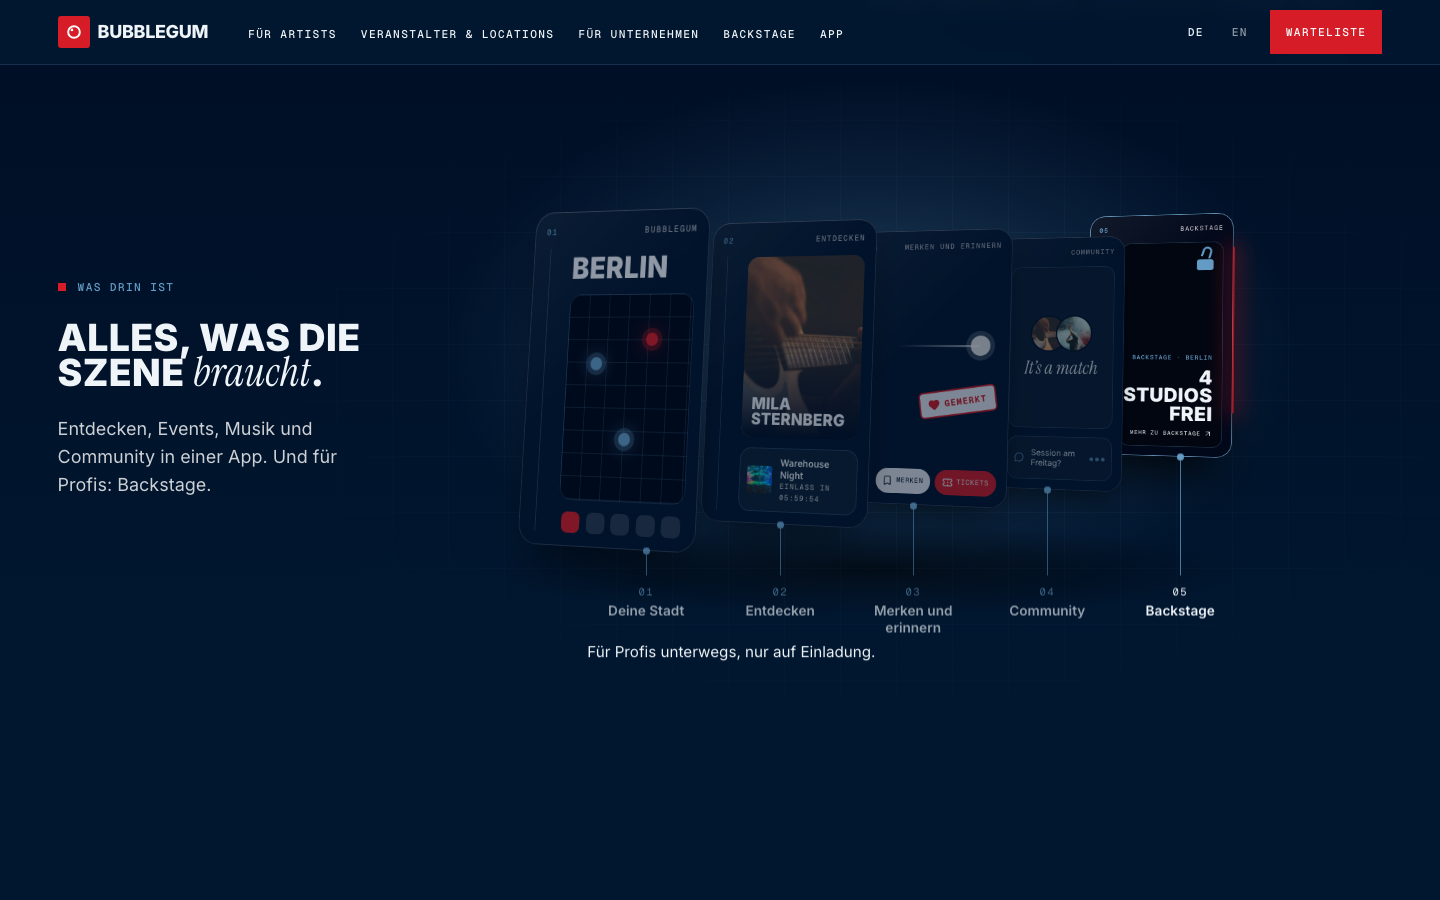 BUBBLEGUM
FÜR ARTISTS
VERANSTALTER & LOCATIONS
FÜR UNTERNEHMEN
BACKSTAGE
APP
DE
EN
WARTELISTE
WAS DRIN IST
ALLES, WAS DIE
SZENE braucht.
Entdecken, Events, Musik und
Community in einer App. Und für
Profis: Backstage.
01
BUBBLEGUM
BERLIN
02
ENTDECKEN
MILA
STERNBERG
Warehouse
Night
EINLASS IN
05:59:54
MERKEN UND ERINNERN
GEMERKT
MERKEN
TICKETS
COMMUNITY
It's a match
Session am
Freitag?
05
BACKSTAGE
BACKSTAGE · BERLIN
4
STUDIOS
FREI
MEHR ZU BACKSTAGE
01
Deine Stadt
02
Entdecken
03
Merken und
erinnern
04
Community
05
Backstage
Für Profis unterwegs, nur auf Einladung.